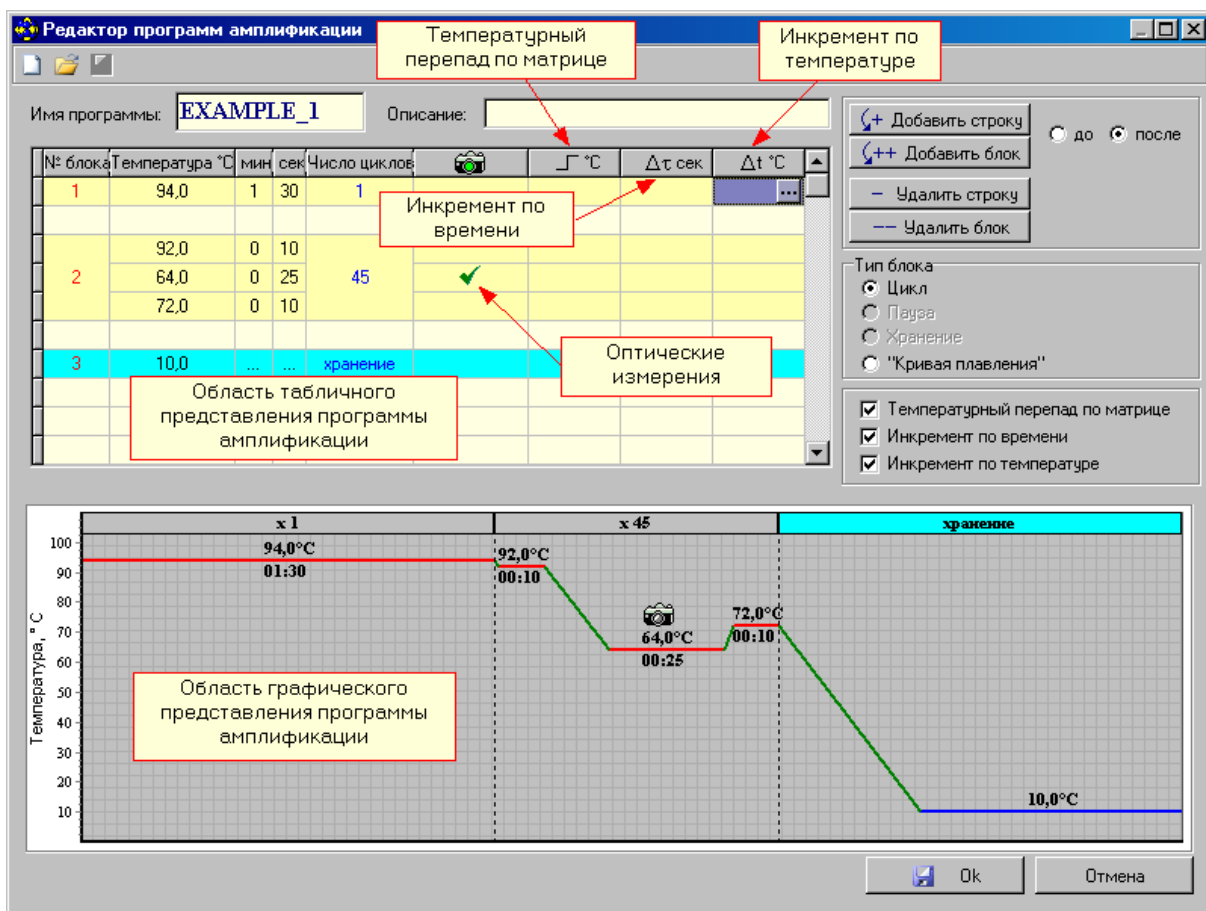 Редактор программ амплификации
Температурный
перепад по матрице
Инкремент по
температуре
Имя программы: EXAMPLE_1 Описание:
№ блока Температура °C мин сек Число циклов °C Δτ сек Δt °C
1 94,0 1 30 1 ...
Инкремент по
времени
92,0 0 10
2 64,0 0 25 45
72,0 0 10
3 10,0 ... ... хранение
Оптические
измерения
Область табличного
представления программы
амплификации
+ Добавить строку
++ Добавить блок
до после
− Удалить строку
−− Удалить блок
Тип блока
Цикл
Пауза
Хранение
"Кривая плавления"
Температурный перепад по матрице
Инкремент по времени
Инкремент по температуре
x 1 x 45 хранение
Температура, °C
100
90
80
70
60
50
40
30
20
10
94,0°C
01:30
92,0°C
00:10
64,0°C
00:25
72,0°C
00:10
10,0°C
Область графического
представления программы
амплификации
Ok Отмена